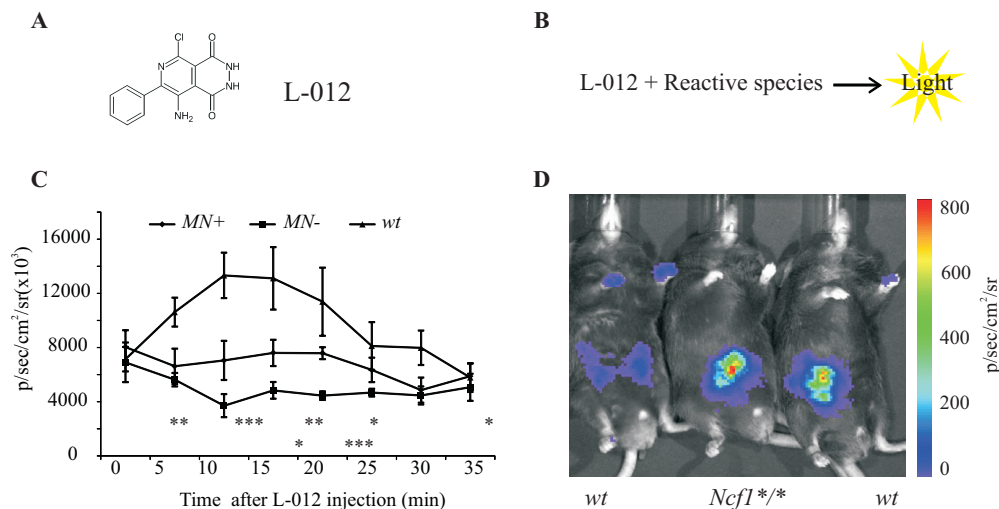 A
B
Cl
O
N
NH
NH
NH₂
O
L-012
L-012 + Reactive species
Light
C
MN+
MN-
wt
16000
12000
8000
4000
0
p/sec/cm²/sr(x10³)
** *** ** * *
* ***
0 5 10 15 20 25 30 35
Time after L-012 injection (min)
D
800
600
400
200
0
p/sec/cm²/sr
wt
Ncf1*/*
wt